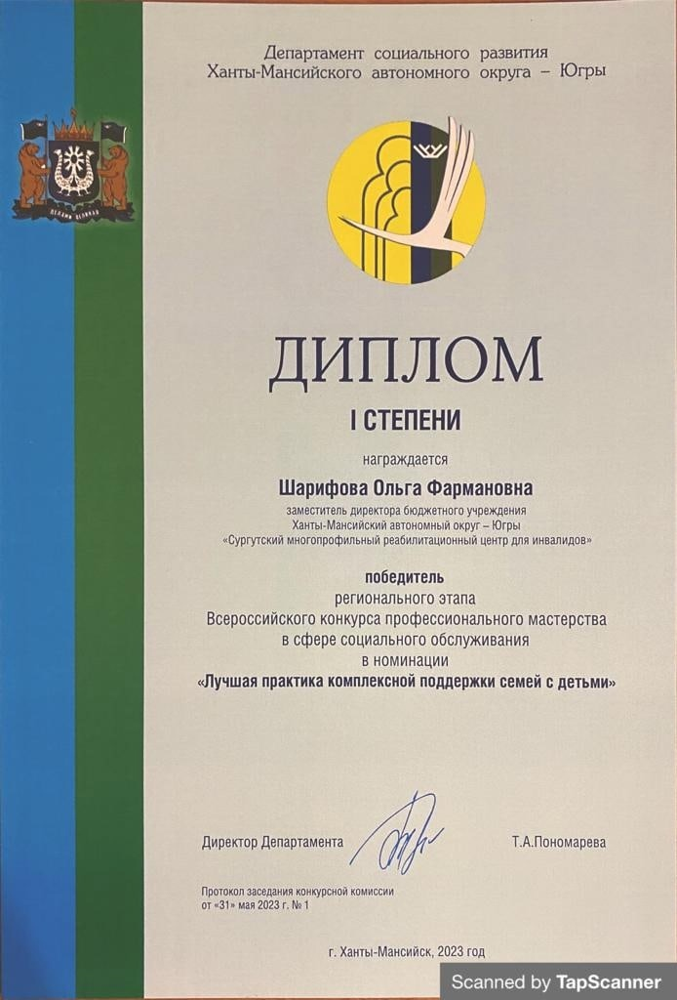 Департамент социального развития
Ханты-Мансийского автономного округа – Югры
ДЕЛАМИ ВЕЛИКАЯ
ДИПЛОМ
I СТЕПЕНИ
награждается
Шарифова Ольга Фармановна
заместитель директора бюджетного учреждения
Ханты-Мансийский автономный округ – Югры
«Сургутский многопрофильный реабилитационный центр для инвалидов»
победитель
регионального этапа
Всероссийского конкурса профессионального мастерства
в сфере социального обслуживания
в номинации
«Лучшая практика комплексной поддержки семей с детьми»
Директор Департамента
Т.А.Пономарева
Протокол заседания конкурсной комиссии
от «31» мая 2023 г. № 1
г. Ханты-Мансийск, 2023 год
Scanned by TapScanner